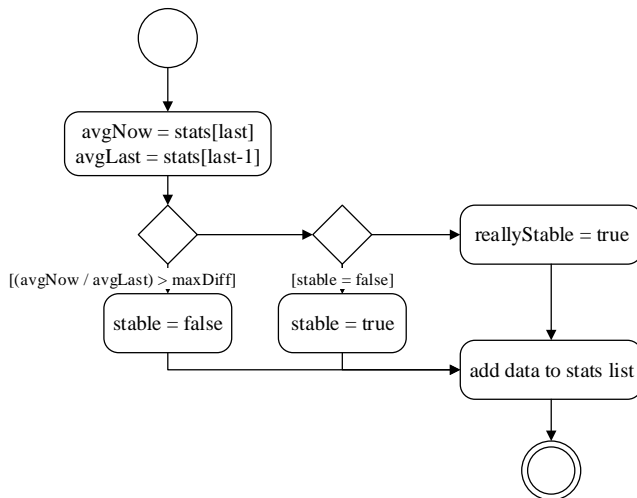 avgNow = stats[last]
avgLast = stats[last-1]
reallyStable = true
[(avgNow / avgLast) > maxDiff]
[stable = false]
stable = false
stable = true
add data to stats list